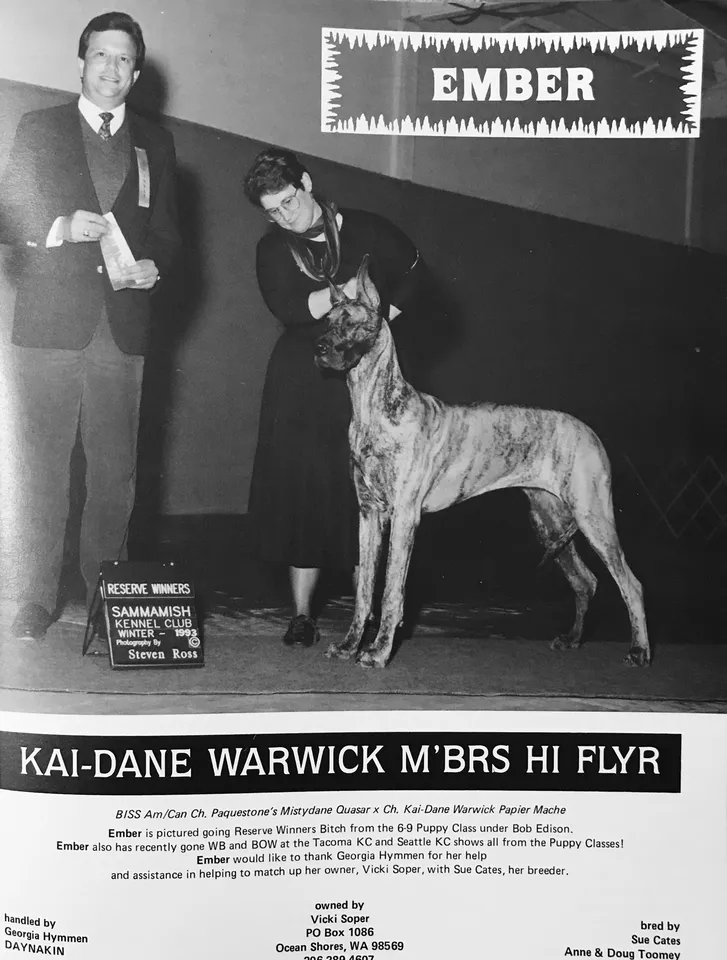 EMBER
RESERVE WINNERS
SAMMAMISH
KENNEL CLUB
WINTER - 1993
Photography By ©
Steven Ross
KAI-DANE WARWICK M'BRS HI FLYR
BISS Am/Can Ch. Paquestone's Mistydane Quasar x Ch. Kai-Dane Warwick Papier Mache
Ember is pictured going Reserve Winners Bitch from the 6-9 Puppy Class under Bob Edison.
Ember also has recently gone WB and BOW at the Tacoma KC and Seattle KC shows all from the Puppy Classes!
Ember would like to thank Georgia Hymmen for her help
and assistance in helping to match up her owner, Vicki Soper, with Sue Cates, her breeder.
handled by
Georgia Hymmen
DAYNAKIN
owned by
Vicki Soper
PO Box 1086
Ocean Shores, WA 98569
206 289-4607
bred by
Sue Cates
Anne & Doug Toomey